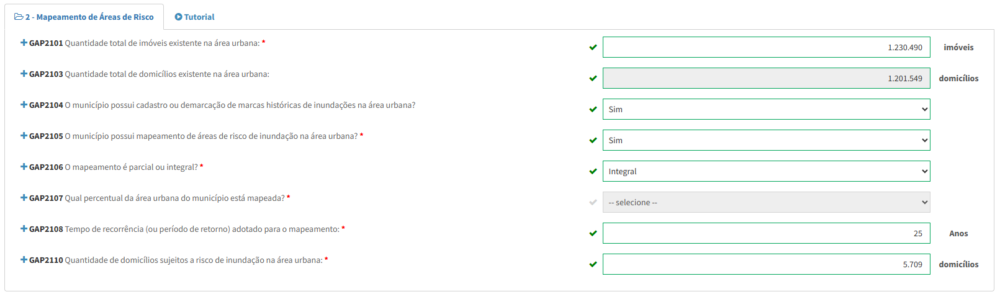 2 - Mapeamento de Áreas de Risco Tutorial
GAP2101 Quantidade total de imóveis existente na área urbana: * 1.230.490 imóveis
GAP2103 Quantidade total de domicílios existente na área urbana: 1.201.549 domicílios
GAP2104 O município possui cadastro ou demarcação de marcas históricas de inundações na área urbana? Sim
GAP2105 O município possui mapeamento de áreas de risco de inundação na área urbana? * Sim
GAP2106 O mapeamento é parcial ou integral? * Integral
GAP2107 Qual percentual da área urbana do município está mapeada? * -- selecione --
GAP2108 Tempo de recorrência (ou período de retorno) adotado para o mapeamento: * 25 Anos
GAP2110 Quantidade de domicílios sujeitos a risco de inundação na área urbana: * 5.709 domicílios